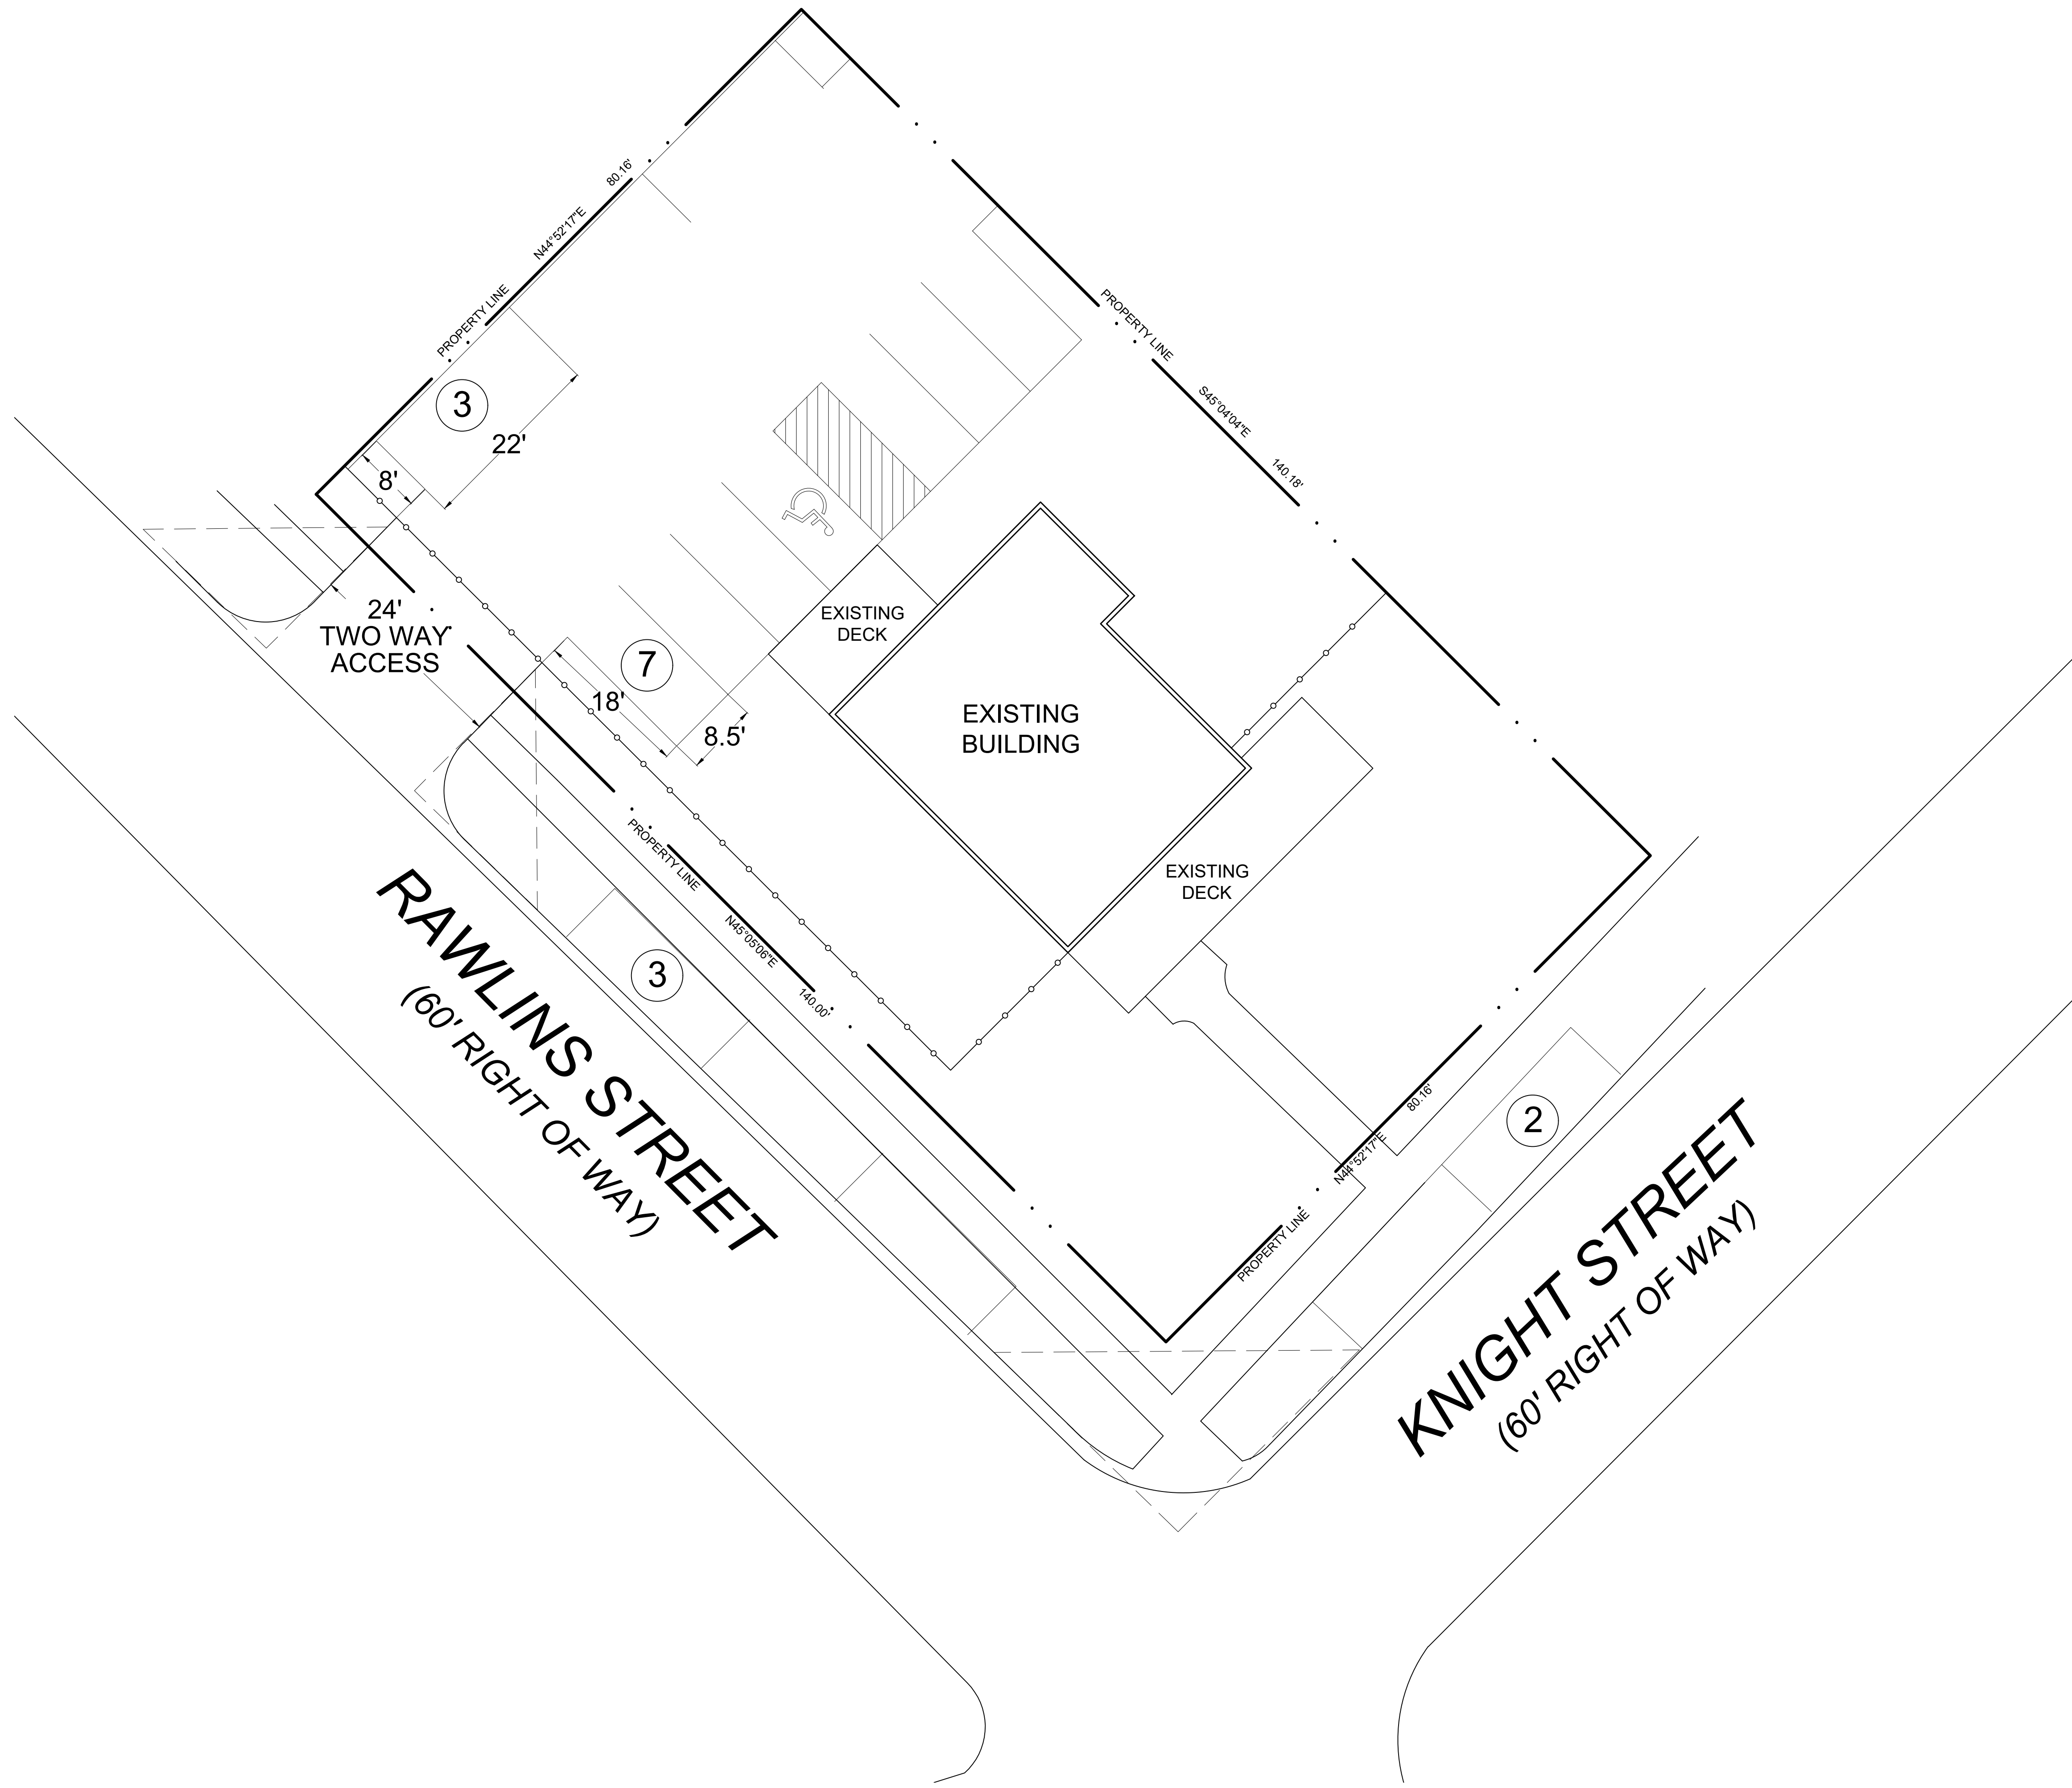 80.16'
N44°52'17"E
PROPERTY LINE
3
22'
8'
PROPERTY LINE
S45°04'04"E
140.18'
24'
TWO WAY
ACCESS
EXISTING
DECK
7
18'
8.5'
EXISTING
BUILDING
EXISTING
DECK
PROPERTY LINE
N45°05'06"E
140.00'
3
RAWLINS STREET
(60' RIGHT OF WAY)
80.16'
N44°52'17"E
PROPERTY LINE
2
KNIGHT STREET
(60' RIGHT OF WAY)